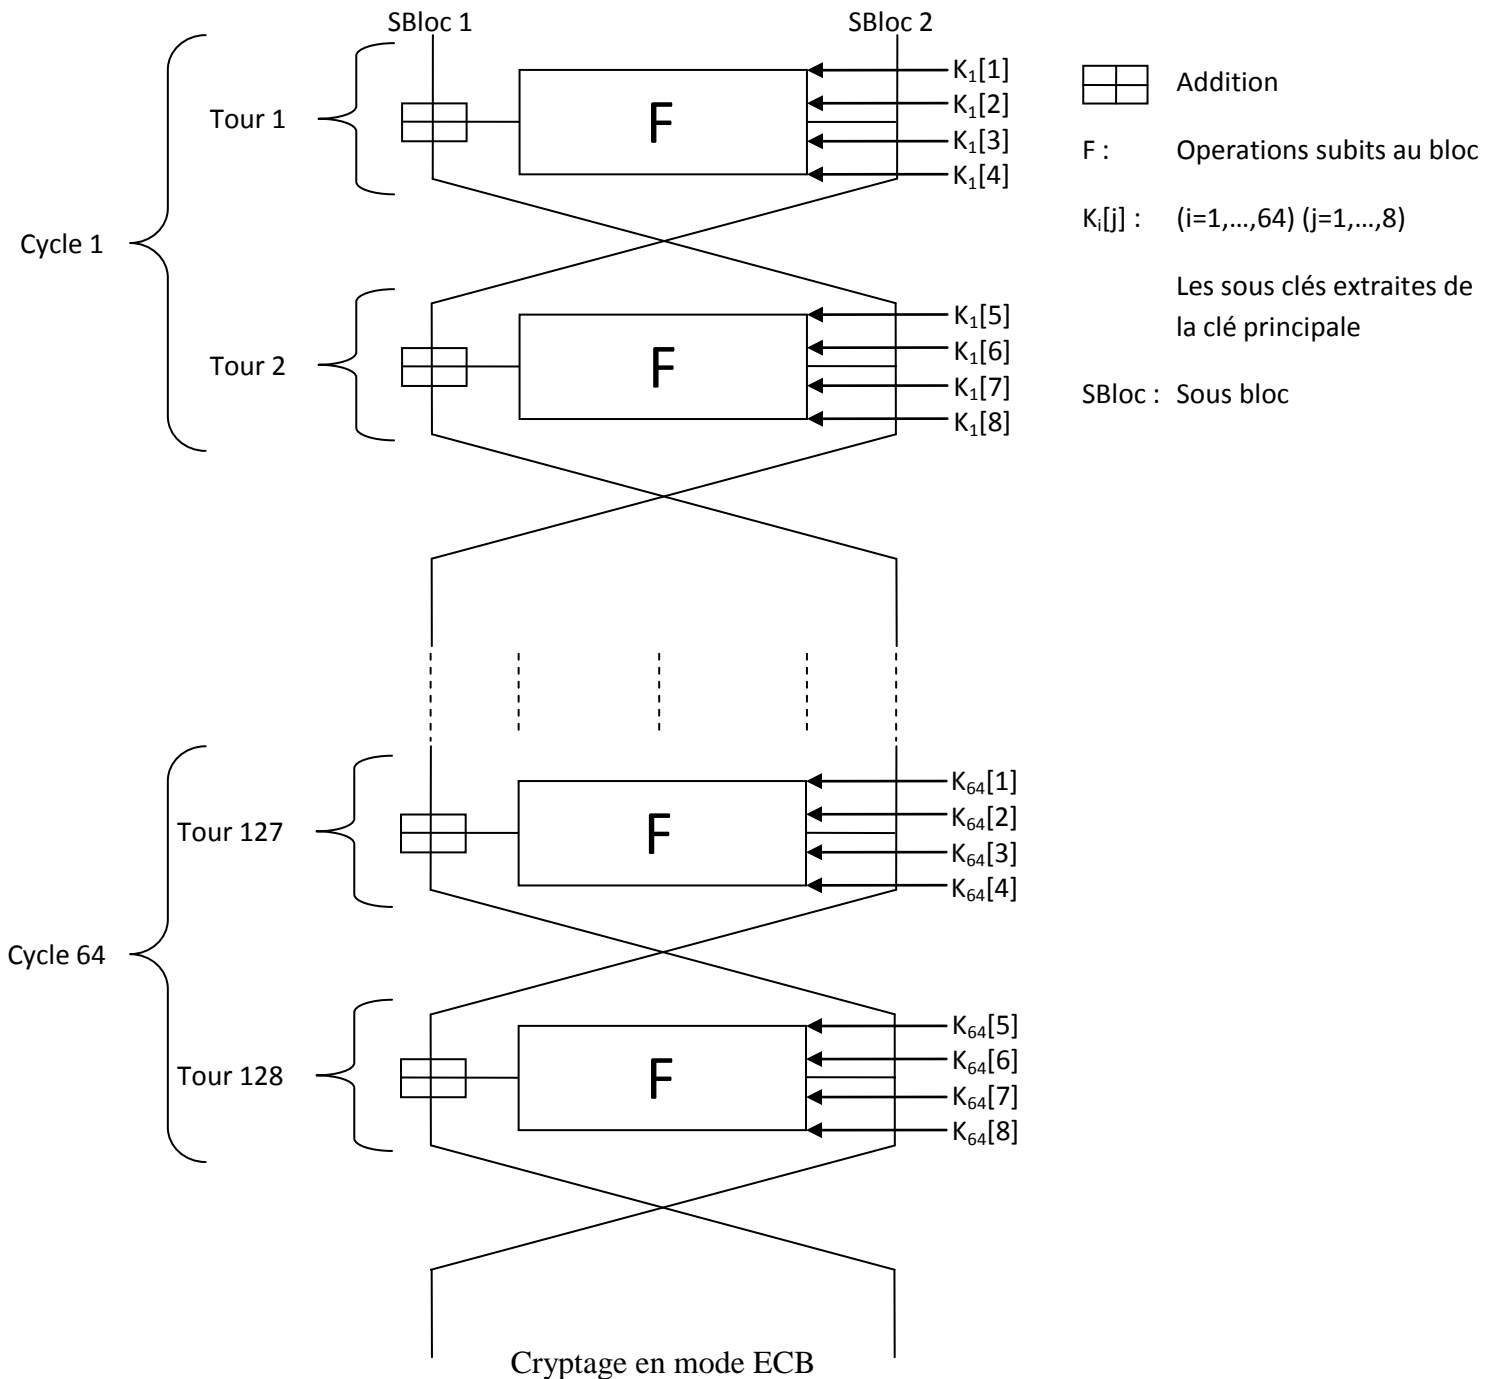 SBloc 1
SBloc 2
Cycle 1
Tour 1
F
K₁[1]
K₁[2]
K₁[3]
K₁[4]
Tour 2
F
K₁[5]
K₁[6]
K₁[7]
K₁[8]
Addition
F : Operations subits au bloc
Kᵢ[j] : (i=1,...,64) (j=1,...,8)
Les sous clés extraites de
la clé principale
SBloc : Sous bloc
Cycle 64
Tour 127
F
K₆₄[1]
K₆₄[2]
K₆₄[3]
K₆₄[4]
Tour 128
F
K₆₄[5]
K₆₄[6]
K₆₄[7]
K₆₄[8]
Cryptage en mode ECB